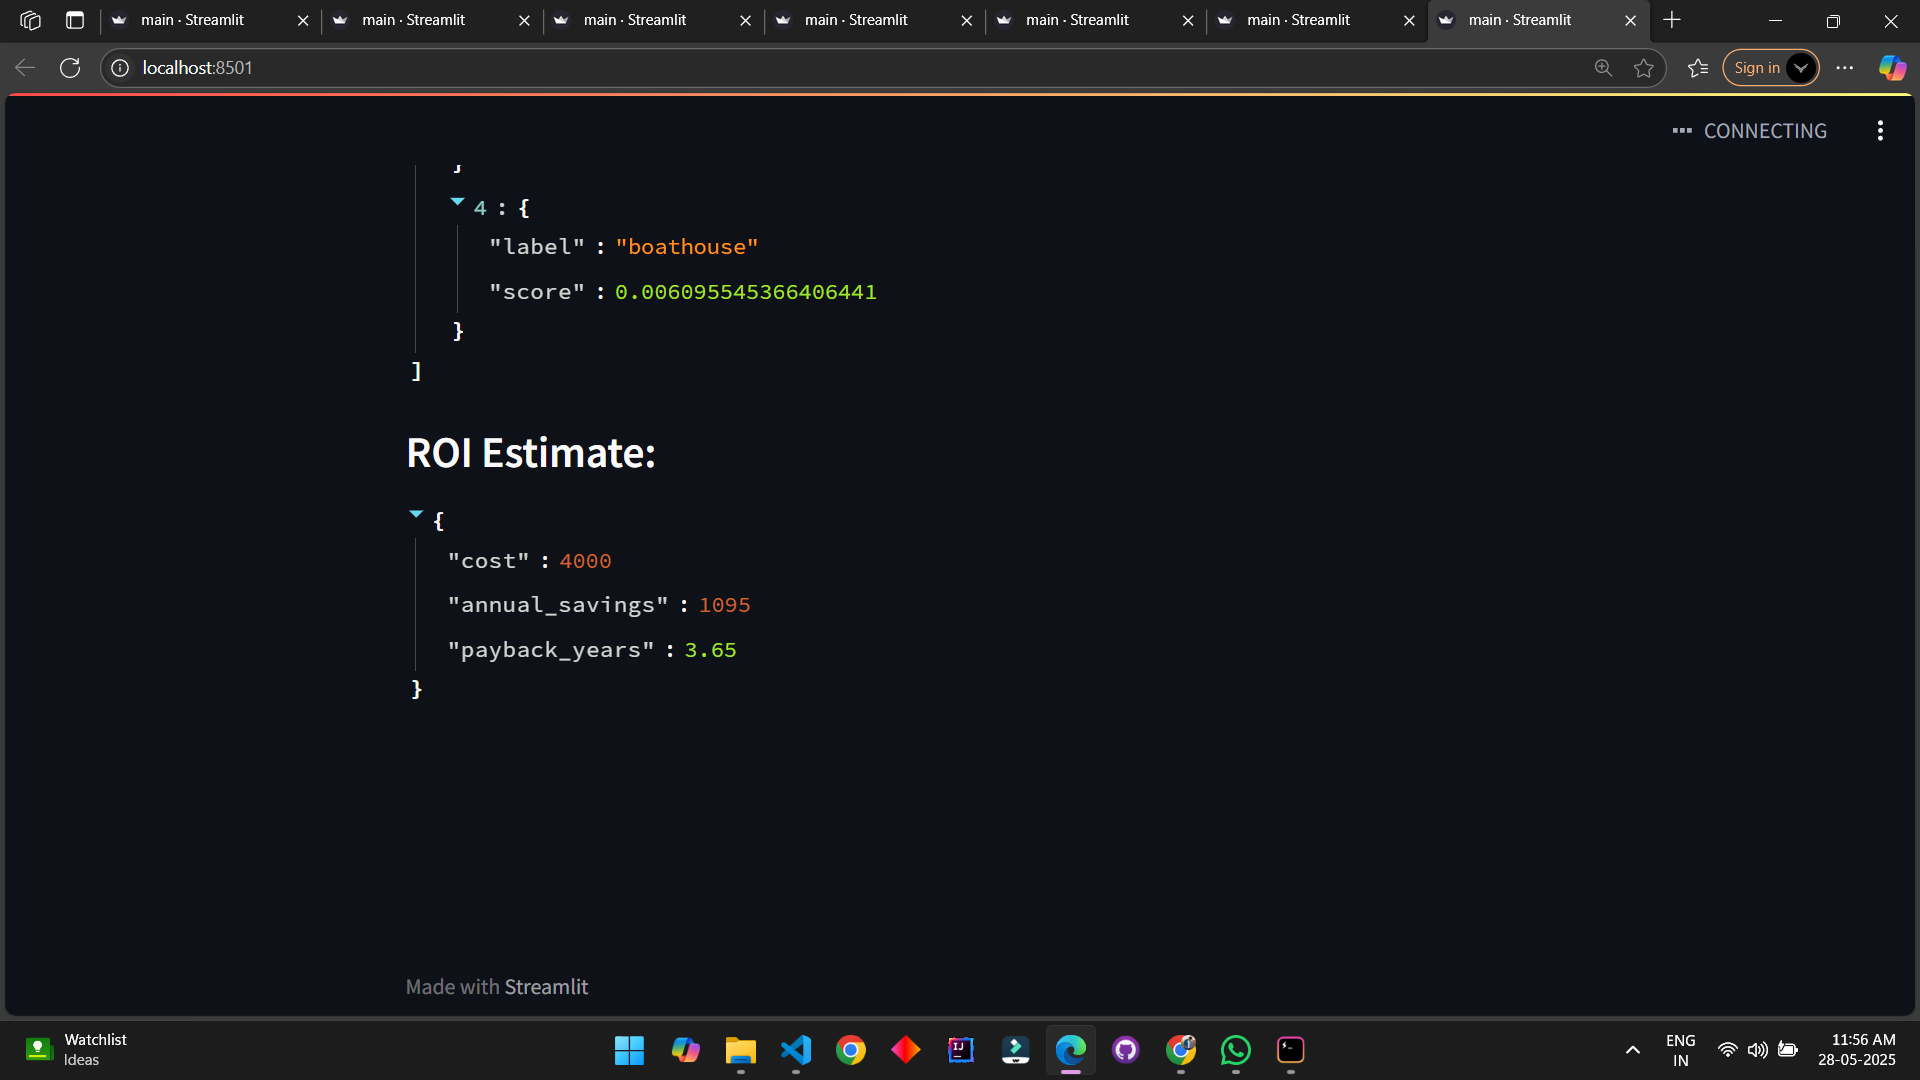 main · Streamlit
main · Streamlit
main · Streamlit
main · Streamlit
main · Streamlit
main · Streamlit
main · Streamlit
localhost:8501
Sign in
CONNECTING
]
4 : {
"label" : "boathouse"
"score" : 0.006095545366406441
}
]
ROI Estimate:
{
"cost" : 4000
"annual_savings" : 1095
"payback_years" : 3.65
}
Made with Streamlit
Watchlist
Ideas
IJ
ENG
IN
11:56 AM
28-05-2025